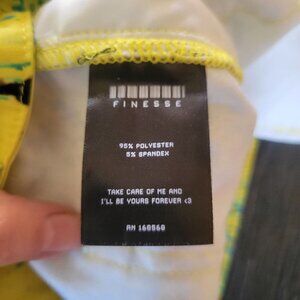 FINESSE
95% POLYESTER
5% SPANDEX
TAKE CARE OF ME AND
I'LL BE YOURS FOREVER <3
RN 160560